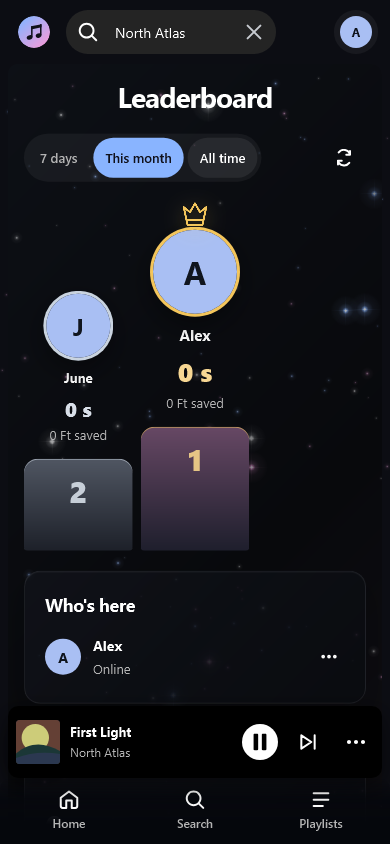 North Atlas
A
Leaderboard
7 days
This month
All time
A
Alex
0 s
0 Ft saved
J
June
0 s
0 Ft saved
1
2
Who's here
A
Alex
Online
First Light
North Atlas
Home
Search
Playlists